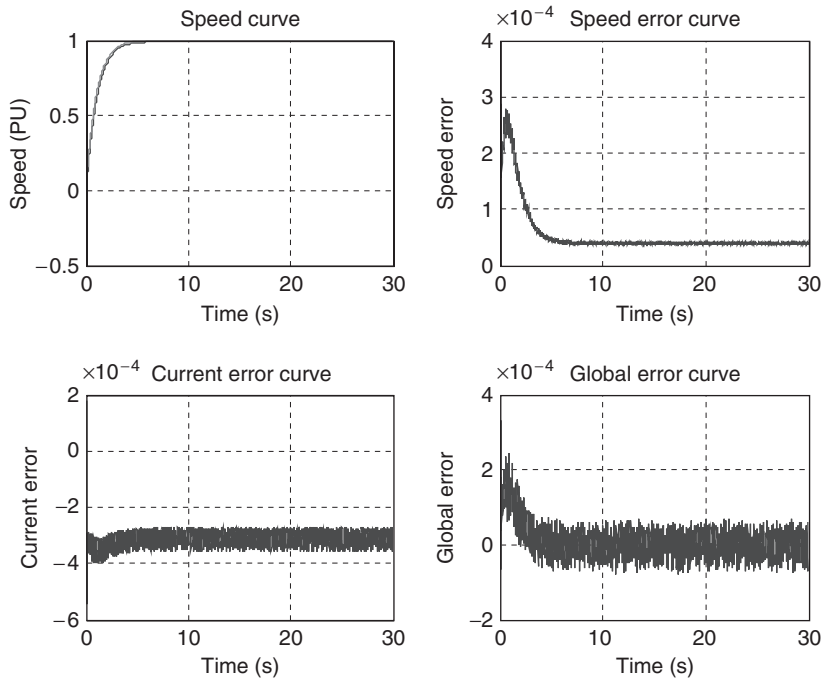 Speed curve
1
0.5
0
−0.5
Speed (PU)
0 10 20 30
Time (s)
×10−4 Speed error curve
4
3
2
1
0
Speed error
0 10 20 30
Time (s)
×10−4 Current error curve
2
0
−2
−4
−6
Current error
0 10 20 30
Time (s)
×10−4 Global error curve
4
2
0
−2
Global error
0 10 20 30
Time (s)